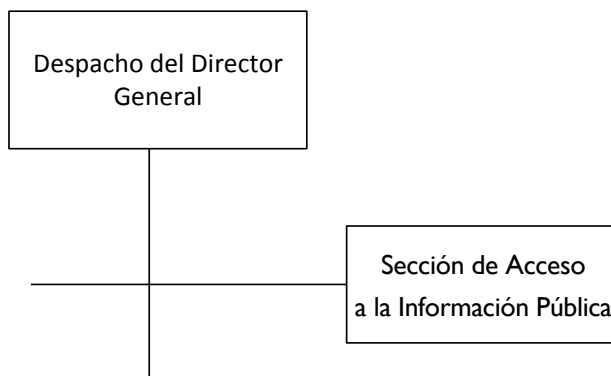 Despacho del Director
General
Sección de Acceso
a la Información Pública